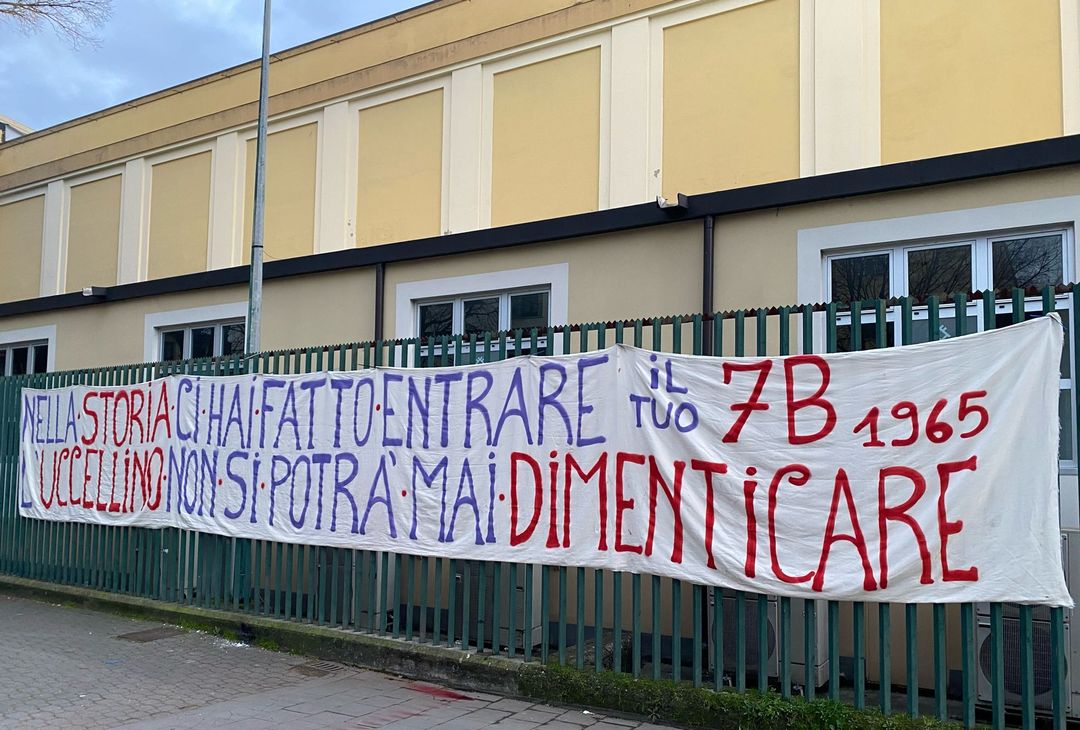 NELLA·STORIA·CI·HAI·FATTO·ENTRARE
L'UCCELLINO·NON·SI·POTRA'·MAI·DIMENTICARE
iL
TUO
7B 1965